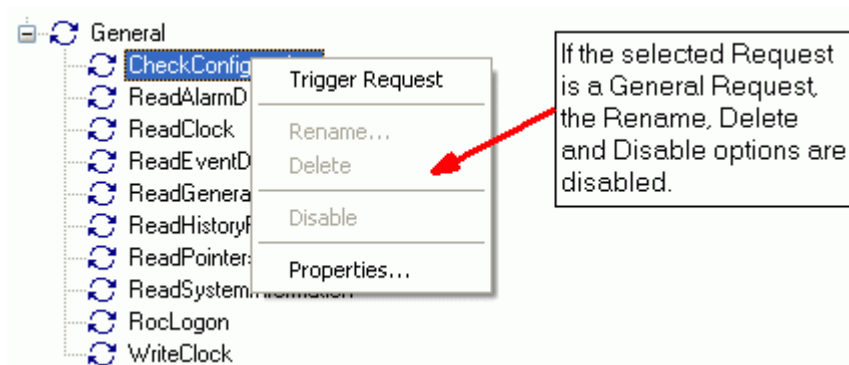 General
CheckConfig
Trigger Request
ReadAlarmD
ReadClock
Rename...
ReadEventD
Delete
ReadGenera
ReadHistory
Disable
ReadPointer
Properties...
ReadSystem
RocLogon
WriteClock
If the selected Request
is a General Request,
the Rename, Delete
and Disable options are
disabled.